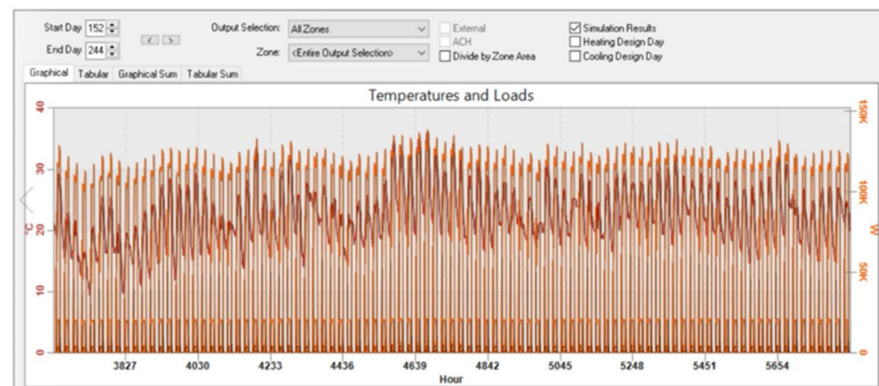 Start Day 152 Output Selection: All Zones External Simulation Results
ACH Heating Design Day
End Day 244 < > Zone: <Entire Output Selection> Divide by Zone Area Cooling Design Day
Graphical Tabular Graphical Sum Tabular Sum
Temperatures and Loads
40 150K
30 100K
°C 20 W
10 50K
0 0
3827 4030 4233 4436 4639 4842 5045 5248 5451 5654
Hour